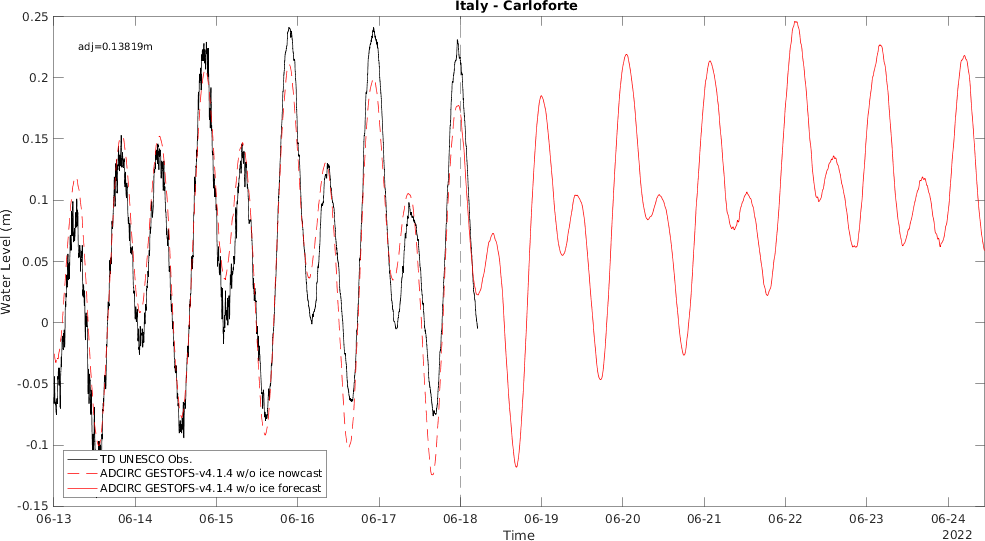 Italy - Carloforte
adj=0.13819m
0.25
0.2
0.15
0.1
0.05
0
-0.05
-0.1
-0.15
Water Level (m)
TD UNESCO Obs.
ADCIRC GESTOFS-v4.1.4 w/o ice nowcast
ADCIRC GESTOFS-v4.1.4 w/o ice forecast
06-13 06-14 06-15 06-16 06-17 06-18 06-19 06-20 06-21 06-22 06-23 06-24
Time
2022